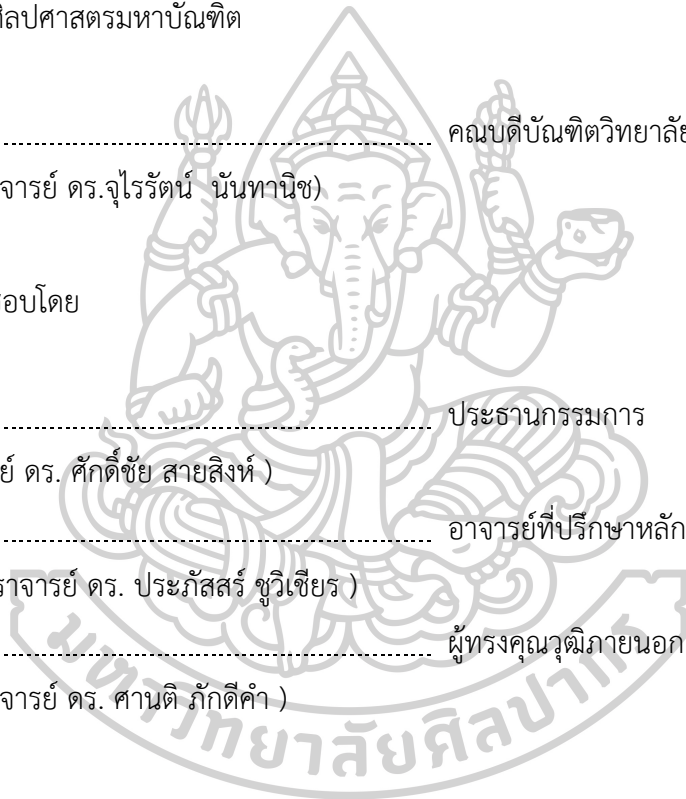 ศิลปศาสตรมหาบัณฑิต
คณบดีบัณฑิตวิทยาลัย
จารย์ ดร.จุไรรัตน์ นันทานิช)
สอบโดย
ประธานกรรมการ
ย์ ดร. ศักดิ์ชัย สายสิงห์ )
อาจารย์ที่ปรึกษาหลัก
ราจารย์ ดร. ประภัสสร์ ชูวิเชียร )
ผู้ทรงคุณวุฒิภายนอก
จารย์ ดร. ศานติ ภักดีคำ )
มหาวิทยาลัยศิลปากร